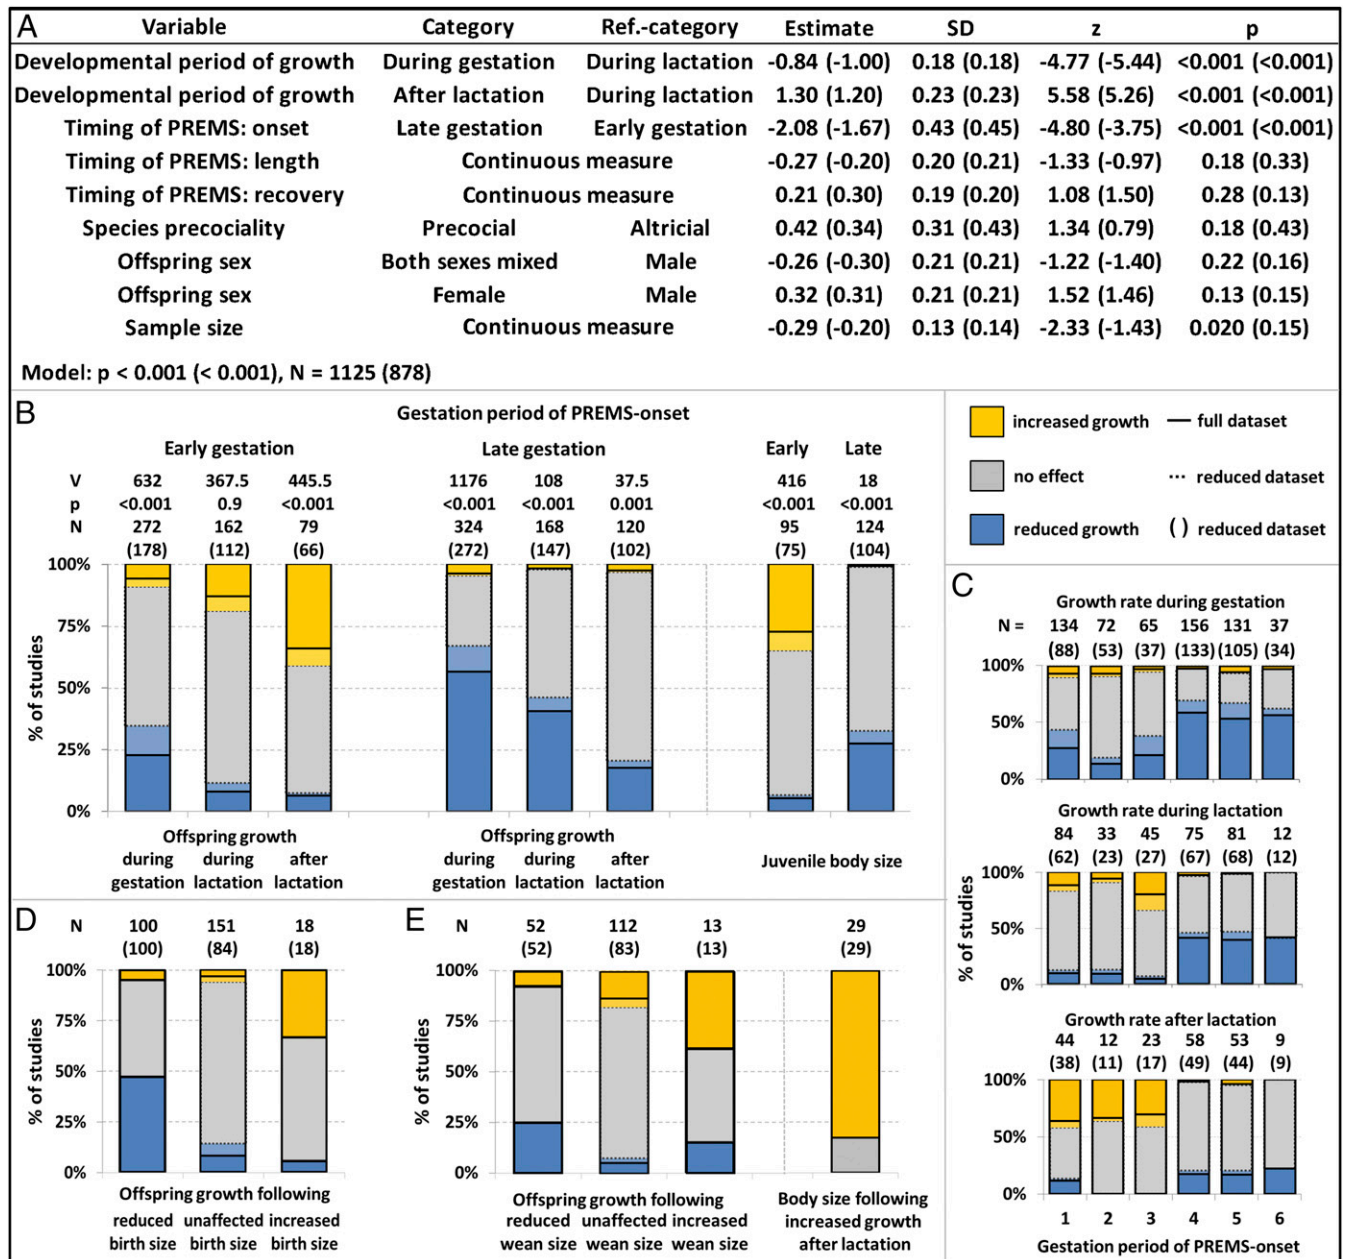 A Variable Category Ref.-category Estimate SD z p
Developmental period of growth During gestation During lactation -0.84 (-1.00) 0.18 (0.18) -4.77 (-5.44) <0.001 (<0.001)
Developmental period of growth After lactation During lactation 1.30 (1.20) 0.23 (0.23) 5.58 (5.26) <0.001 (<0.001)
Timing of PREMS: onset Late gestation Early gestation -2.08 (-1.67) 0.43 (0.45) -4.80 (-3.75) <0.001 (<0.001)
Timing of PREMS: length Continuous measure -0.27 (-0.20) 0.20 (0.21) -1.33 (-0.97) 0.18 (0.33)
Timing of PREMS: recovery Continuous measure 0.21 (0.30) 0.19 (0.20) 1.08 (1.50) 0.28 (0.13)
Species precociality Precocial Altricial 0.42 (0.34) 0.31 (0.43) 1.34 (0.79) 0.18 (0.43)
Offspring sex Both sexes mixed Male -0.26 (-0.30) 0.21 (0.21) -1.22 (-1.40) 0.22 (0.16)
Offspring sex Female Male 0.32 (0.31) 0.21 (0.21) 1.52 (1.46) 0.13 (0.15)
Sample size Continuous measure -0.29 (-0.20) 0.13 (0.14) -2.33 (-1.43) 0.020 (0.15)
Model: p < 0.001 (< 0.001), N = 1125 (878)
B
Gestation period of PREMS-onset
Early gestation Late gestation Early Late
V 632 367.5 445.5 1176 108 37.5 416 18
p <0.001 0.9 <0.001 <0.001 <0.001 0.001 <0.001 <0.001
N 272 162 79 324 168 120 95 124
(178) (112) (66) (272) (147) (102) (75) (104)
100%
75%
50%
25%
0%
% of studies
Offspring growth Offspring growth
during during after during during after Juvenile body size
gestation lactation lactation gestation lactation lactation
increased growth full dataset
no effect reduced dataset
reduced growth ( ) reduced dataset
C
Growth rate during gestation
N = 134 72 65 156 131 37
(88) (53) (37) (133) (105) (34)
100%
50%
0%
Growth rate during lactation
84 33 45 75 81 12
(62) (23) (27) (67) (68) (12)
100%
50%
0%
% of studies
Growth rate after lactation
44 12 23 58 53 9
(38) (11) (17) (49) (44) (9)
100%
50%
0%
1 2 3 4 5 6
Gestation period of PREMS-onset
D
N 100 151 18
(100) (84) (18)
100%
75%
50%
25%
0%
% of studies
Offspring growth following
reduced unaffected increased
birth size birth size birth size
E
N 52 112 13 29
(52) (83) (13) (29)
100%
75%
50%
25%
0%
% of studies
Offspring growth following Body size following
reduced unaffected increased increased growth
wean size wean size wean size after lactation